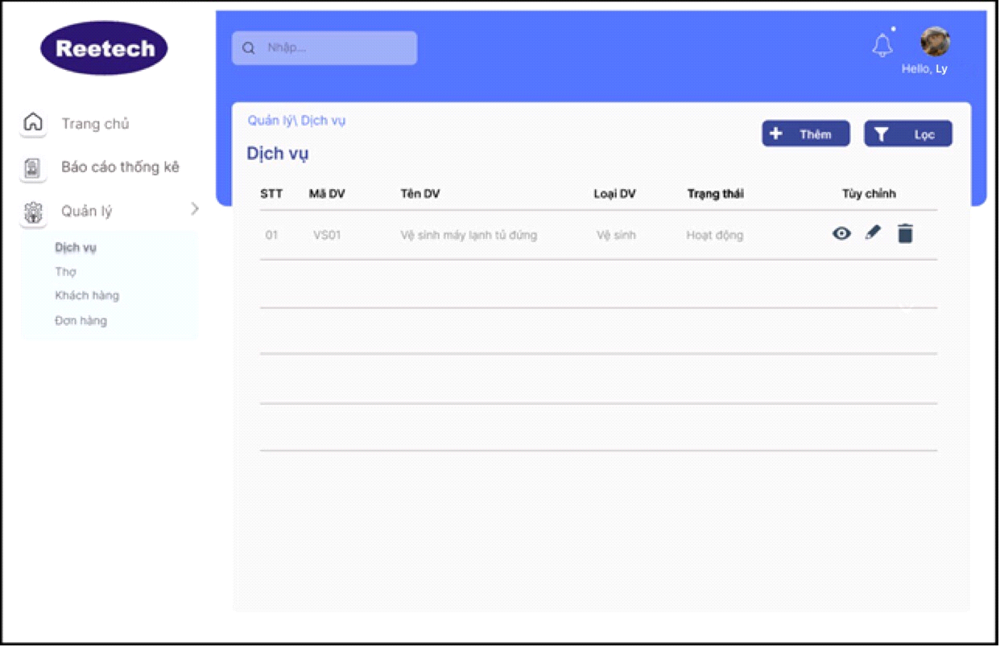 Reetech
Nhập...
Hello, Ly
Trang chủ
Báo cáo thống kê
Quản lý
Dịch vụ
Thợ
Khách hàng
Đơn hàng
Quản lý\ Dịch vụ
Thêm
Lọc
Dịch vụ
STT Mã DV Tên DV Loại DV Trạng thái Tùy chỉnh
01 VS01 Vệ sinh máy lạnh tủ đứng Vệ sinh Hoạt động